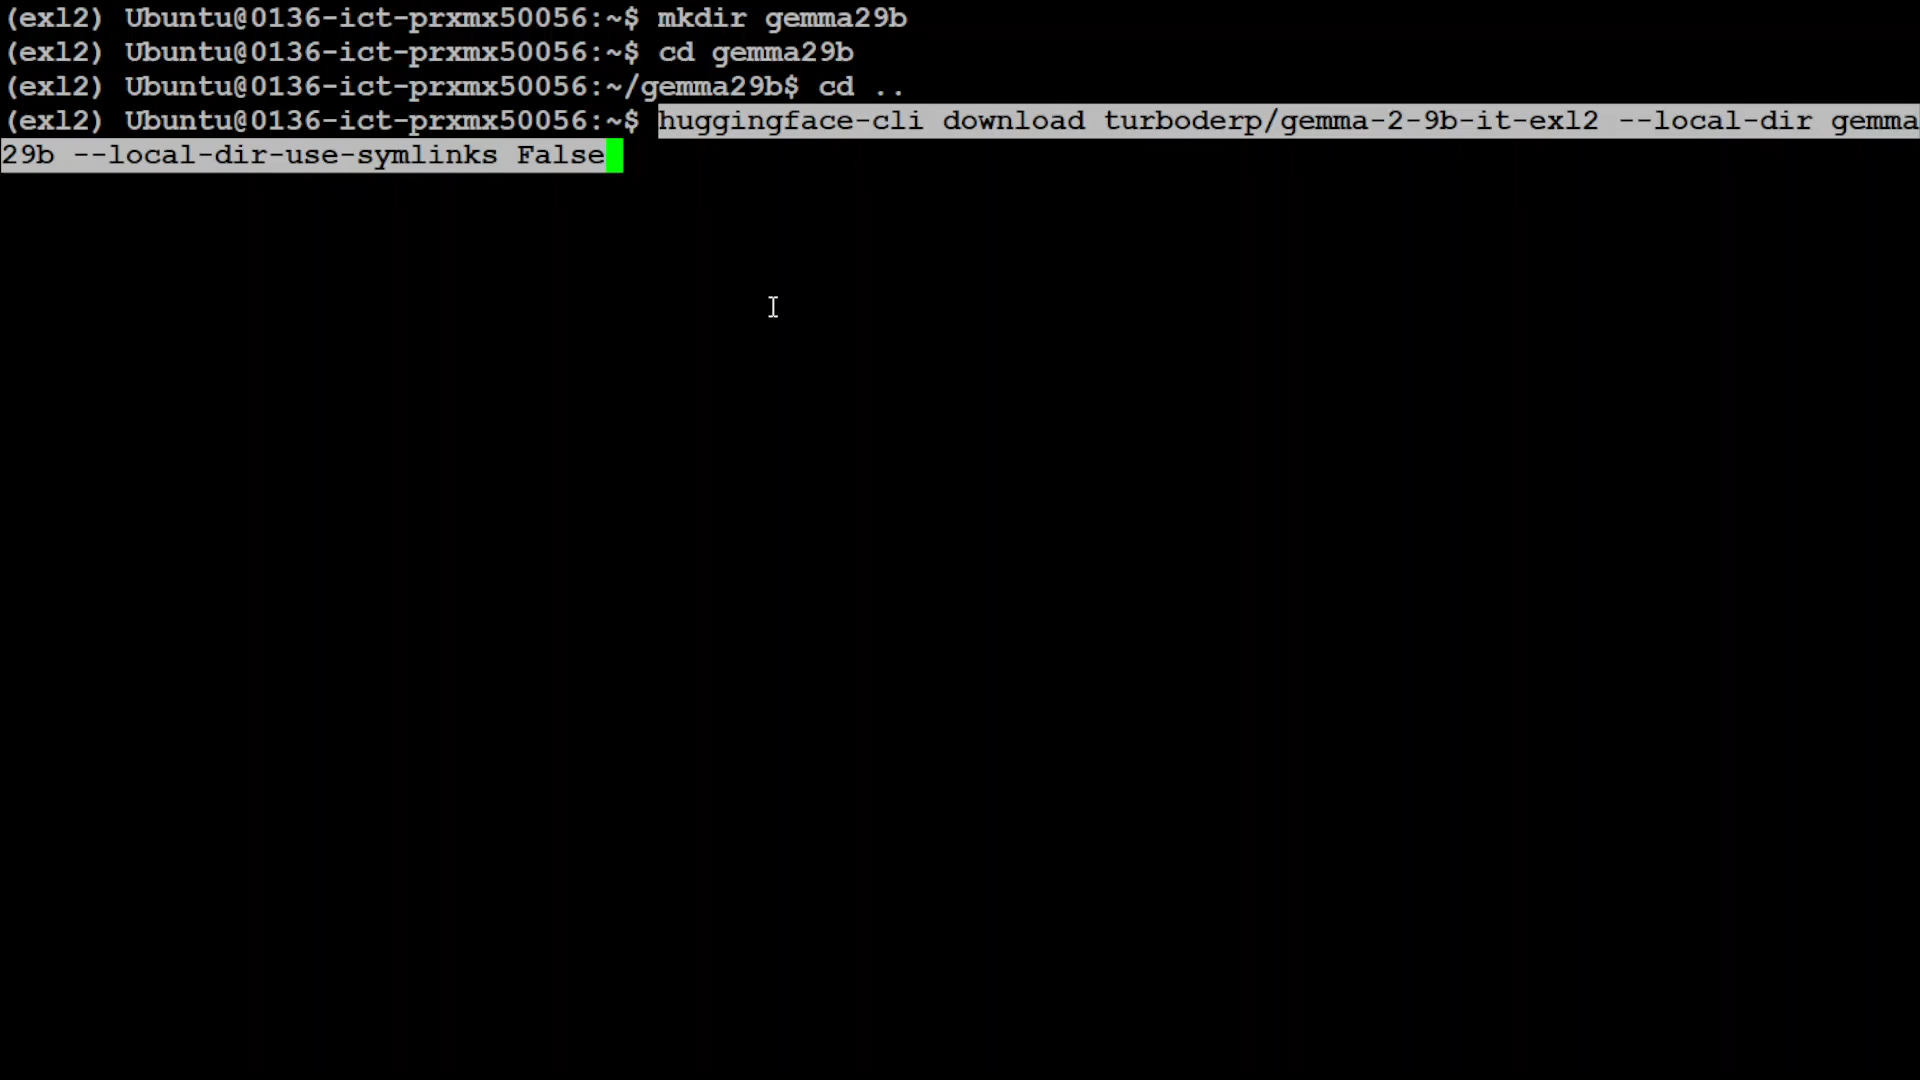 (exl2) Ubuntu@0136-ict-prxmx50056:~$ mkdir gemma29b
(exl2) Ubuntu@0136-ict-prxmx50056:~$ cd gemma29b
(exl2) Ubuntu@0136-ict-prxmx50056:~/gemma29b$ cd ..
(exl2) Ubuntu@0136-ict-prxmx50056:~$ huggingface-cli download turboderp/gemma-2-9b-it-exl2 --local-dir gemma
29b --local-dir-use-symlinks False